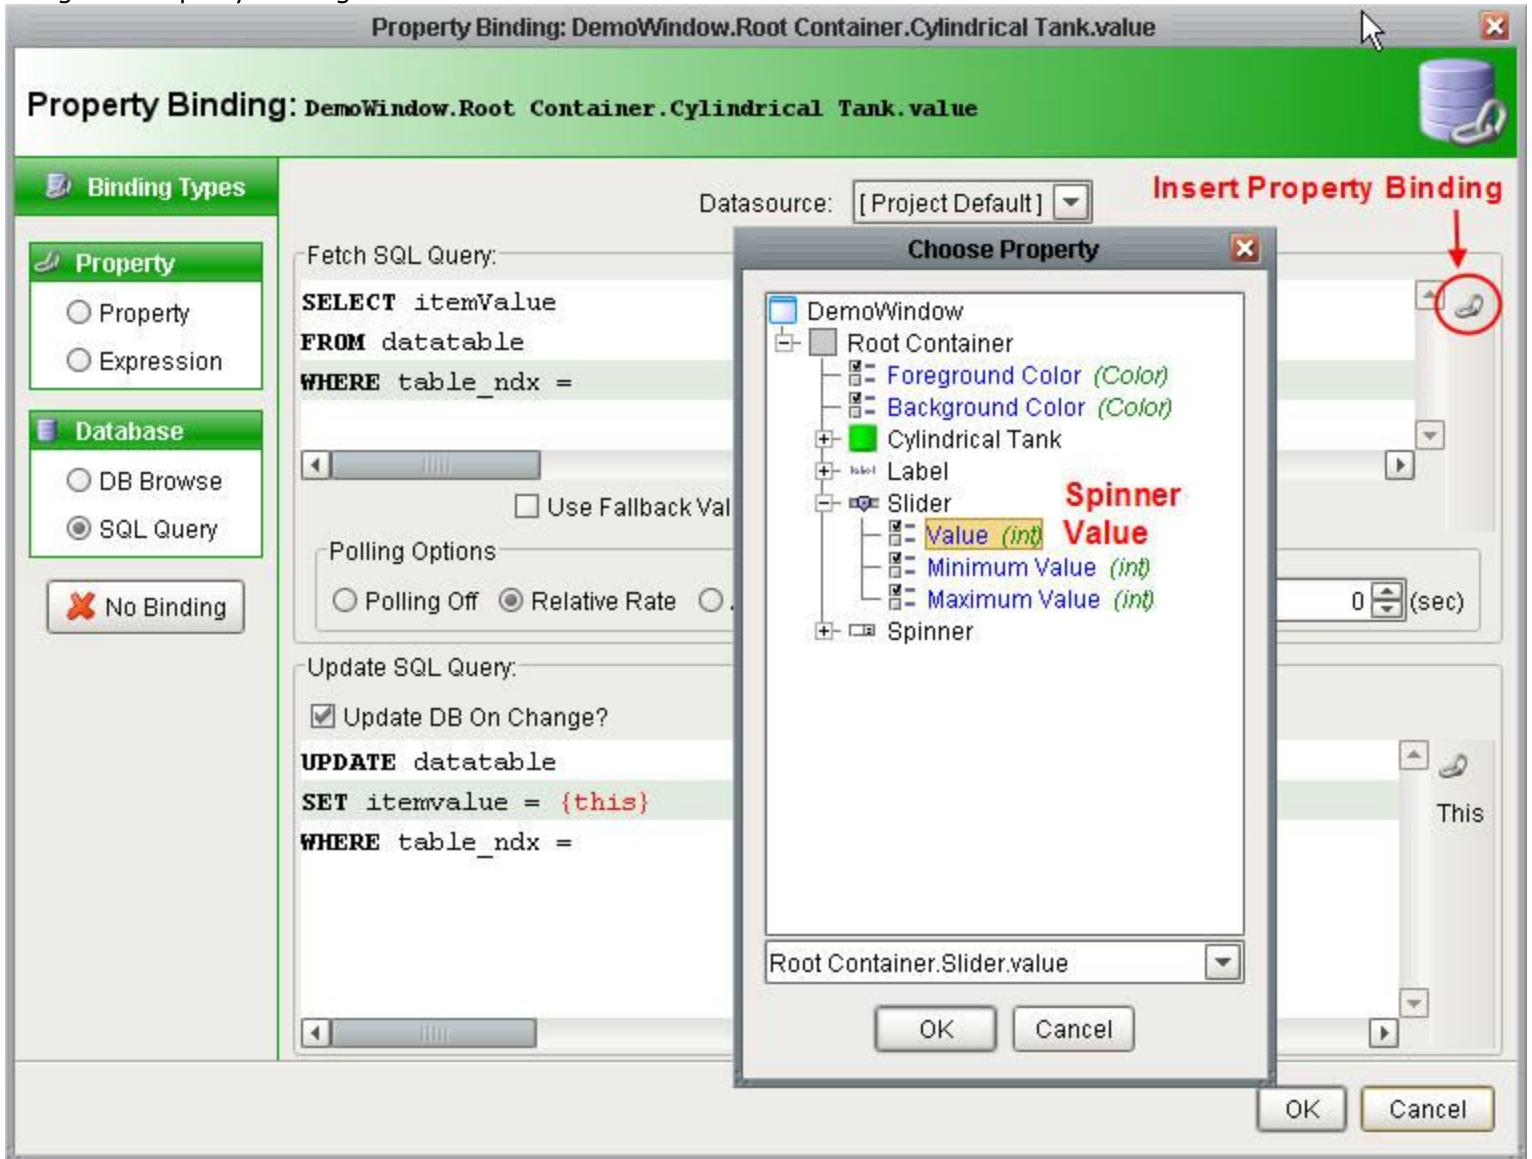 Property Binding: DemoWindow.Root Container.Cylindrical Tank.value
Property Binding: DemoWindow.Root Container.Cylindrical Tank.value
Binding Types
Property
Property
Expression
Database
DB Browse
SQL Query
No Binding
Datasource: [Project Default]
Insert Property Binding
Fetch SQL Query:
SELECT itemValue
FROM datatable
WHERE table_ndx =
Use Fallback Val
Polling Options
Polling Off Relative Rate
0 (sec)
Update SQL Query:
Update DB On Change?
UPDATE datatable
SET itemvalue = {this}
WHERE table_ndx =
This
Choose Property
DemoWindow
Root Container
Foreground Color (Color)
Background Color (Color)
Cylindrical Tank
label Label
Slider
Value (int)
Minimum Value (int)
Maximum Value (int)
Spinner
Spinner
Value
Root Container.Slider.value
OK Cancel
OK Cancel